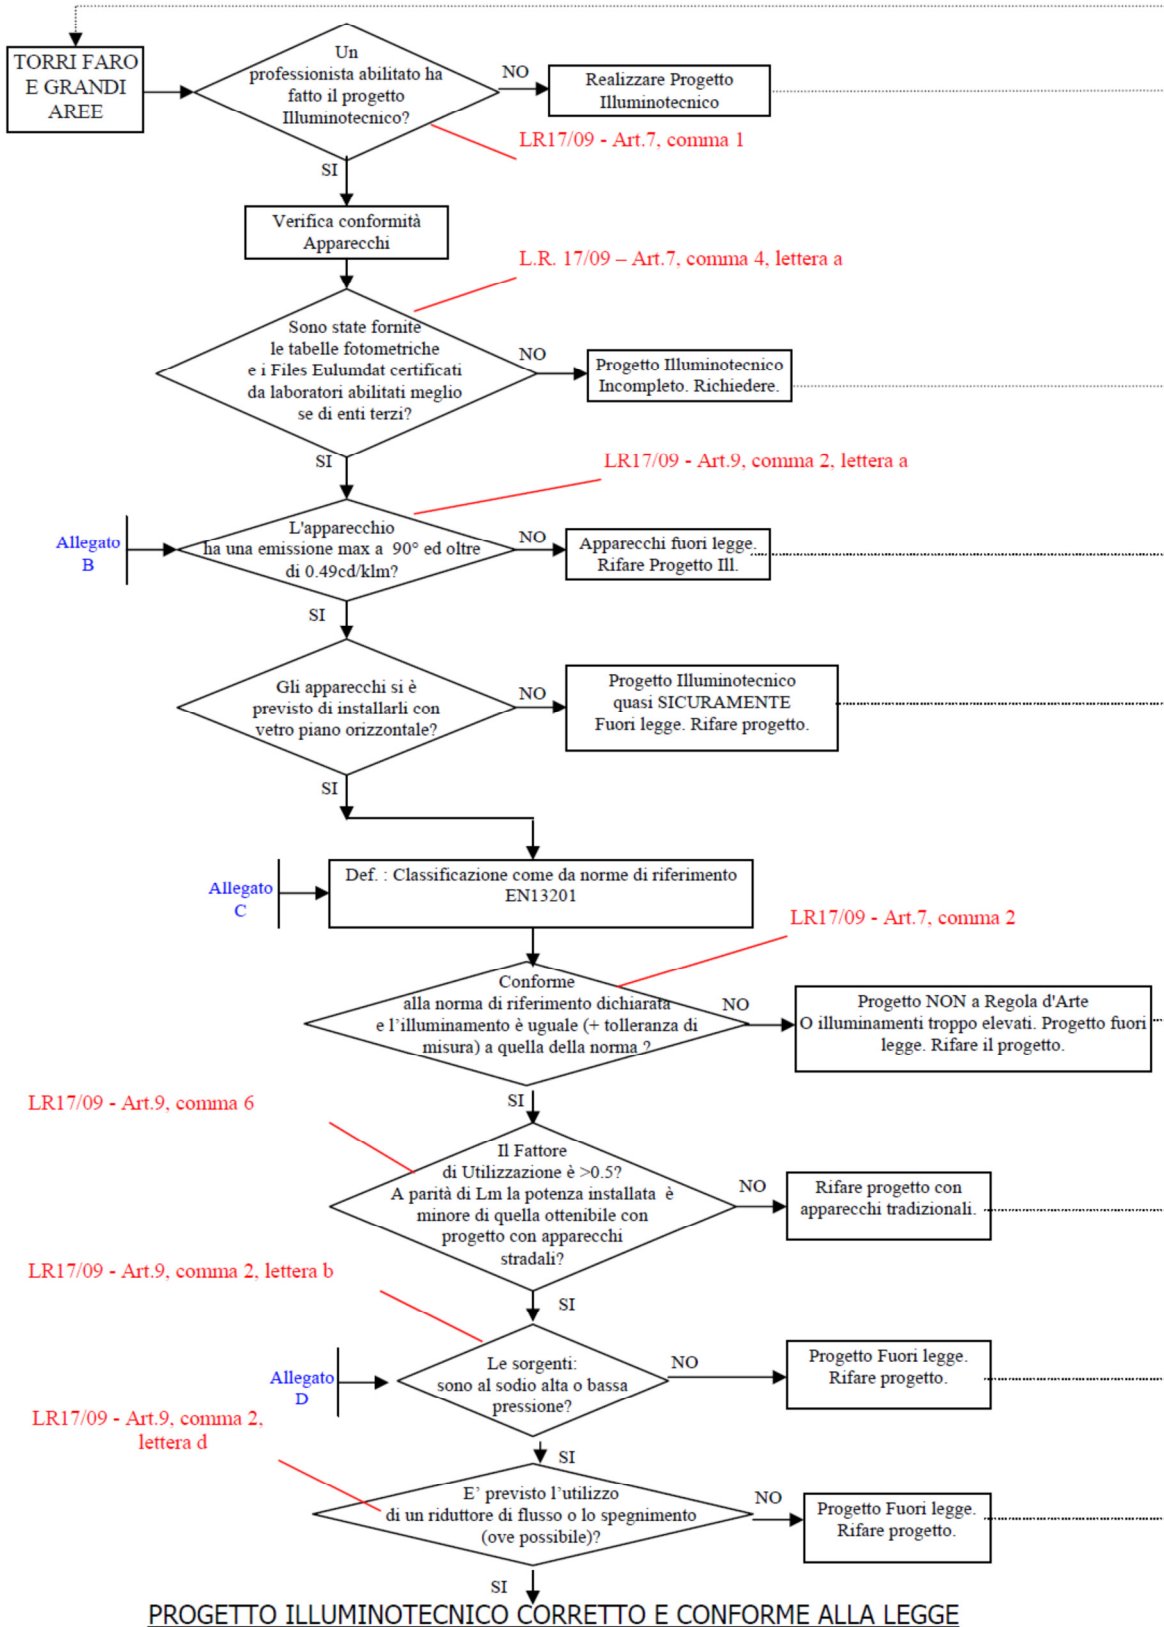 TORRI FARO
E GRANDI
AREE
Un
professionista abilitato ha
fatto il progetto
Illuminotecnico?
NO
Realizzare Progetto
Illuminotecnico
LR17/09 - Art.7, comma 1
SI
Verifica conformità
Apparecchi
L.R. 17/09 – Art.7, comma 4, lettera a
Sono state fornite
le tabelle fotometriche
e i Files Eulumdat certificati
da laboratori abilitati meglio
se di enti terzi?
NO
Progetto Illuminotecnico
Incompleto. Richiedere.
SI
LR17/09 - Art.9, comma 2, lettera a
Allegato
B
L'apparecchio
ha una emissione max a 90° ed oltre
di 0.49cd/klm?
NO
Apparecchi fuori legge.
Rifare Progetto Ill.
SI
Gli apparecchi si è
previsto di installarli con
vetro piano orizzontale?
NO
Progetto Illuminotecnico
quasi SICURAMENTE
Fuori legge. Rifare progetto.
SI
Allegato
C
Def. : Classificazione come da norme di riferimento
EN13201
LR17/09 - Art.7, comma 2
Conforme
alla norma di riferimento dichiarata
e l’illuminamento è uguale (+ tolleranza di
misura) a quella della norma ?
NO
Progetto NON a Regola d'Arte
O illuminamenti troppo elevati. Progetto fuori
legge. Rifare il progetto.
SI
LR17/09 - Art.9, comma 6
Il Fattore
di Utilizzazione è >0.5?
A parità di Lm la potenza installata è
minore di quella ottenibile con
progetto con apparecchi
stradali?
NO
Rifare progetto con
apparecchi tradizionali.
SI
LR17/09 - Art.9, comma 2, lettera b
Allegato
D
Le sorgenti:
sono al sodio alta o bassa
pressione?
NO
Progetto Fuori legge.
Rifare progetto.
SI
LR17/09 - Art.9, comma 2,
lettera d
E’ previsto l’utilizzo
di un riduttore di flusso o lo spegnimento
(ove possibile)?
NO
Progetto Fuori legge.
Rifare progetto.
SI
PROGETTO ILLUMINOTECNICO CORRETTO E CONFORME ALLA LEGGE